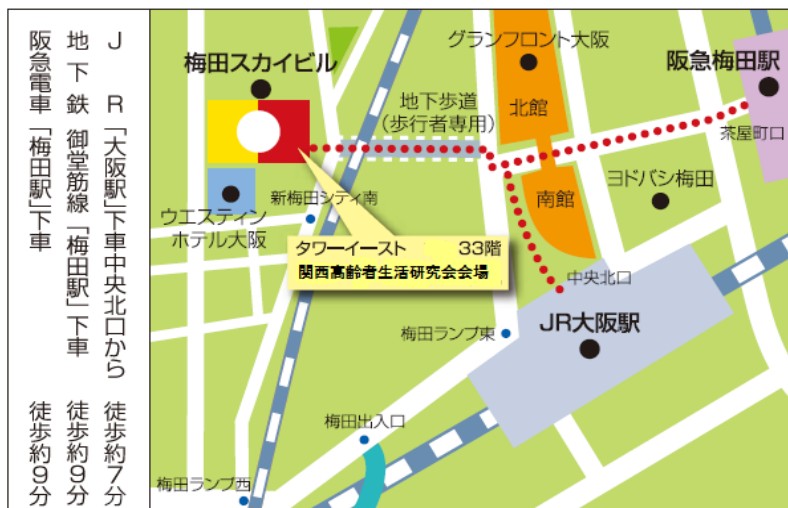 J R 「大阪駅」下車中央北口から 徒歩約7分
地下鉄 御堂筋線 「梅田駅」下車 徒歩約9分
阪急電車 「梅田駅」下車 徒歩約9分
グランフロント大阪
梅田スカイビル
阪急梅田駅
北館
地下歩道
(歩行者専用)
茶屋町口
ヨドバシ梅田
新梅田シティ南
南館
ウエスティン
ホテル大阪
タワーイースト 33階
関西高齢者生活研究会会場
中央北口
JR大阪駅
梅田ランプ東
梅田出入口
梅田ランプ西